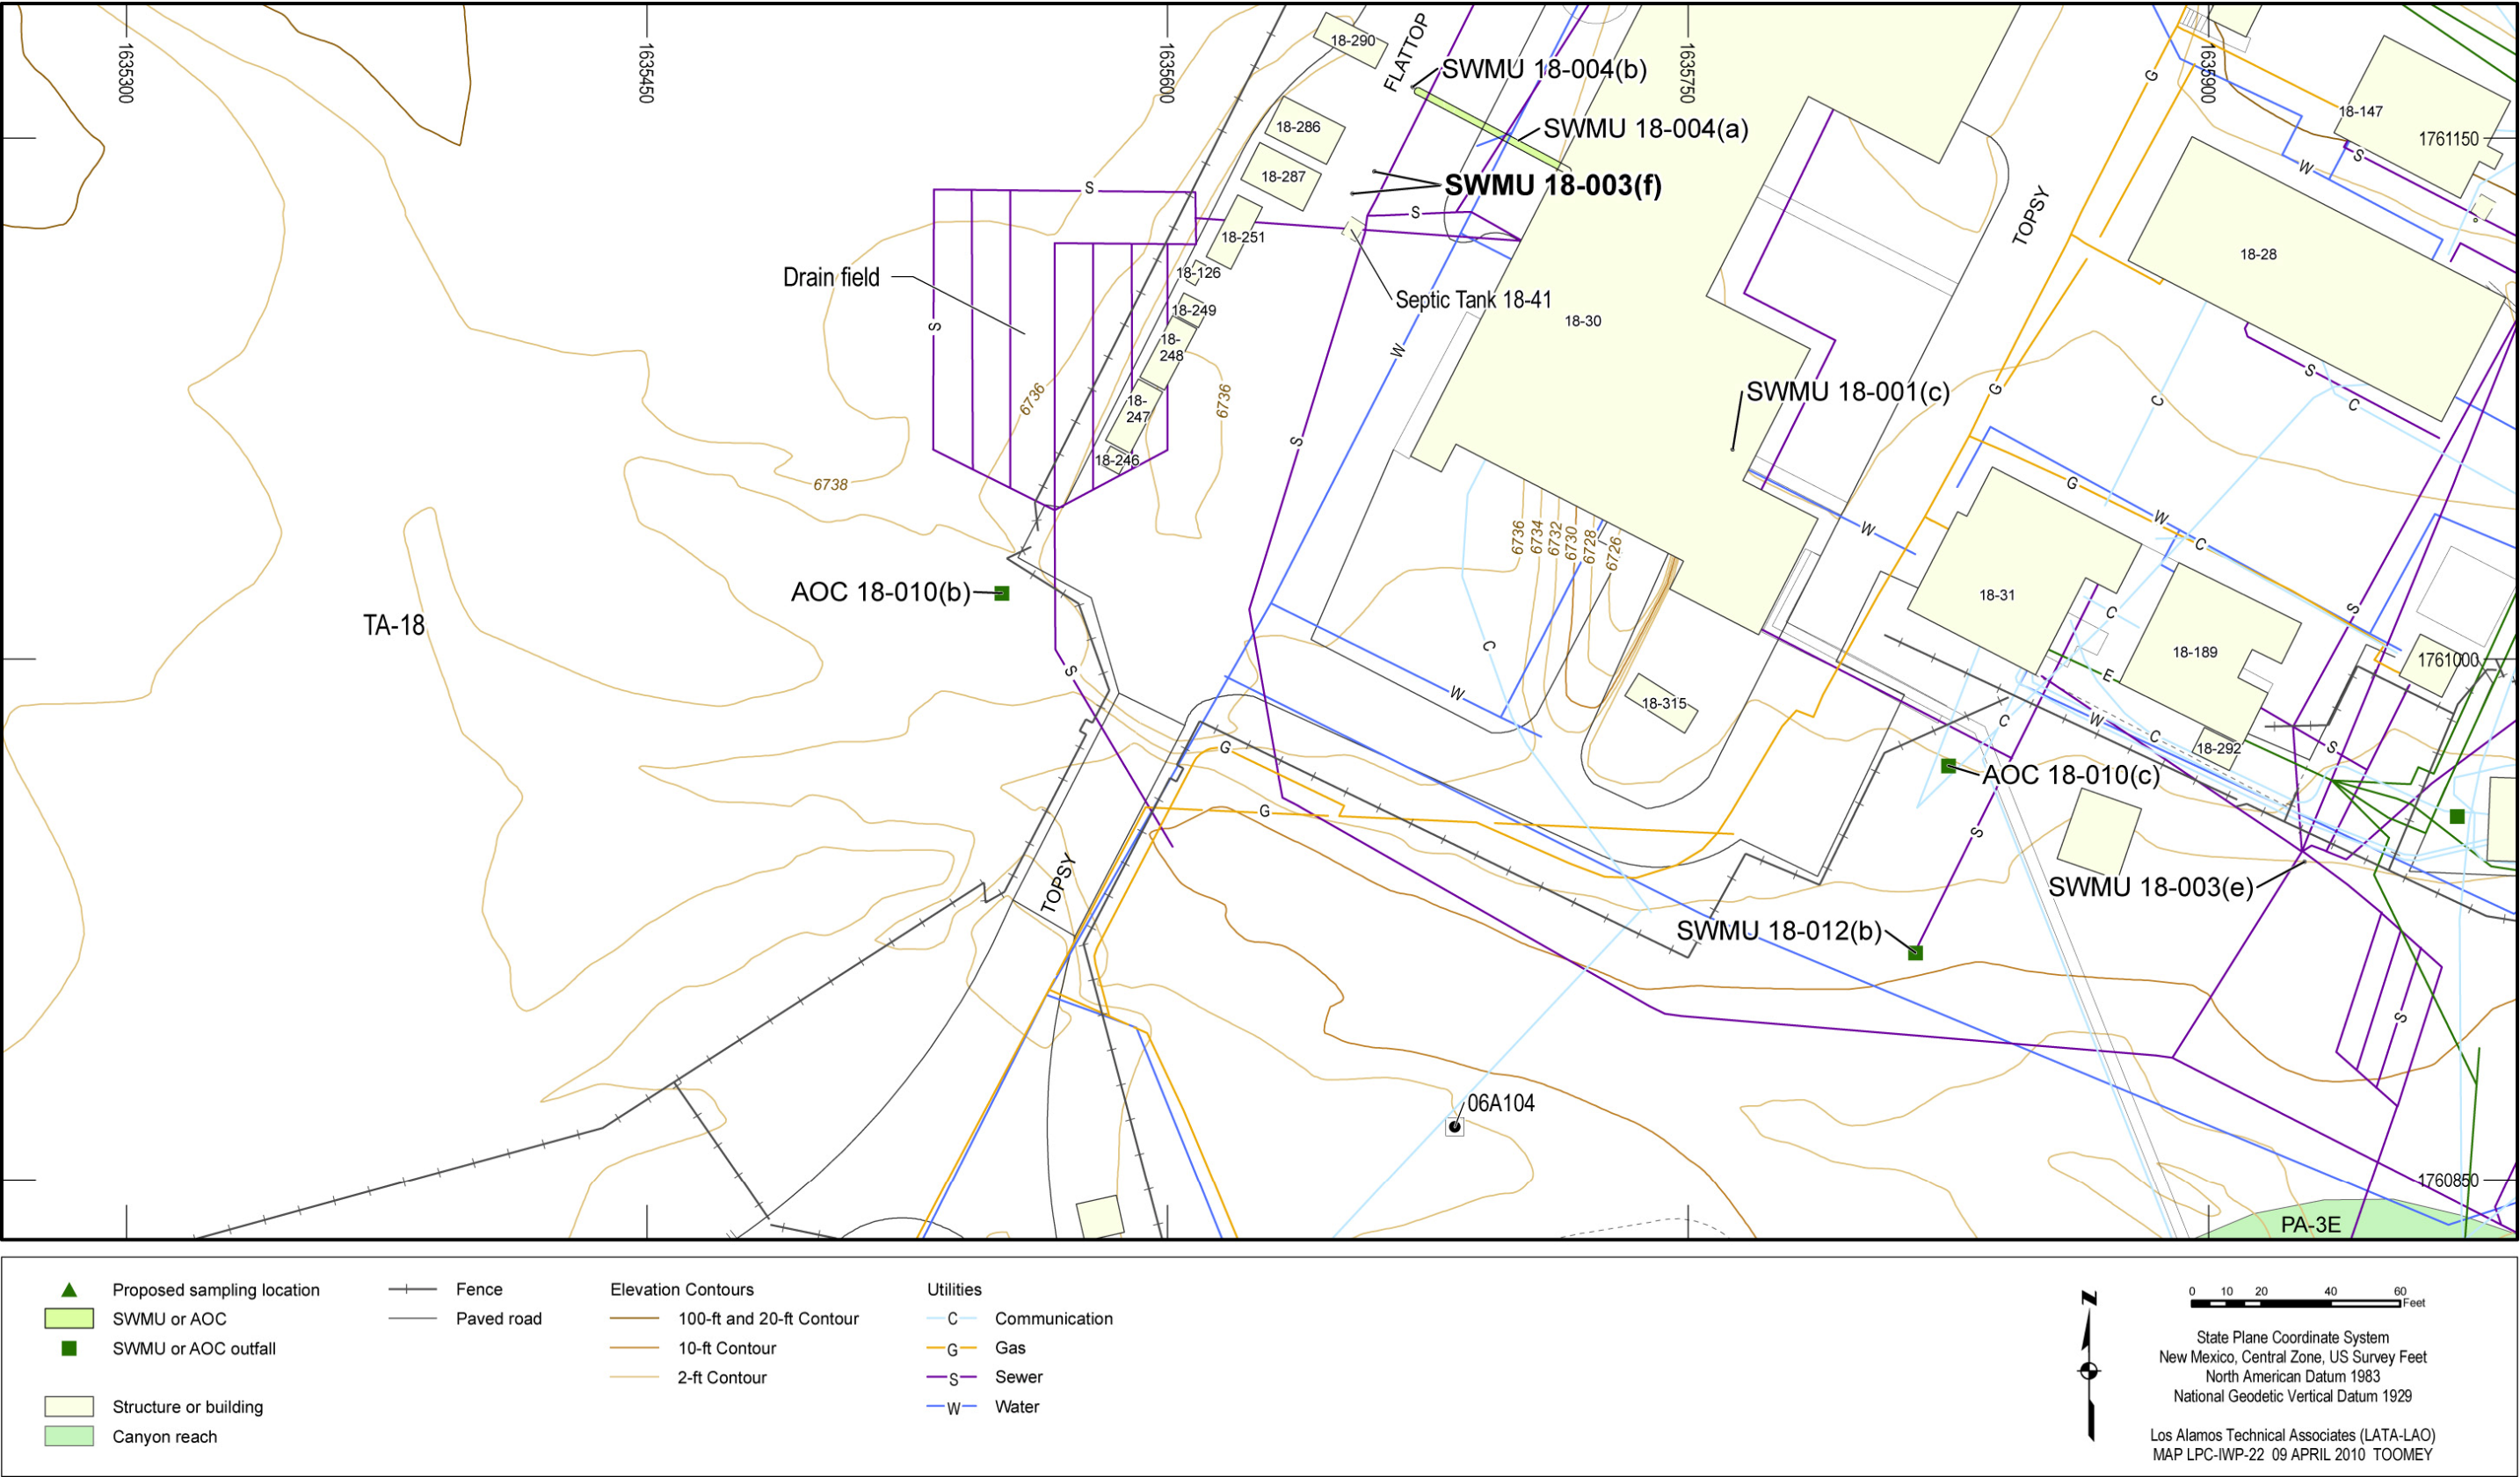 1635300
1635450
1635600
1635750
1635900
18-290
FLATTOP
SWMU 18-004(b)
G
18-147
1761150
18-286
SWMU 18-004(a)
S
W
18-287
SWMU 18-003(f)
S
S
TOPSY
18-251
18-28
Drain field
18-126
Septic Tank 18-41
18-249
18-30
S
18-
248
W
S
6736
6736
18-
247
SWMU 18-001(c)
G
C
C
S
18-246
6738
G
W
W
C
6736
6734
6732
6730
6728
6726
AOC 18-010(b)
18-31
C
S
TA-18
C
18-189
1761000
S
E
W
18-315
C
W
C
S
18-292
G
AOC 18-010(c)
G
S
TOPSY
SWMU 18-003(e)
SWMU 18-012(b)
S
06A104
1760850
PA-3E
Proposed sampling location
SWMU or AOC
SWMU or AOC outfall
Structure or building
Canyon reach
Fence
Paved road
Elevation Contours
100-ft and 20-ft Contour
10-ft Contour
2-ft Contour
Utilities
C Communication
G Gas
S Sewer
W Water
N
0 10 20 40 60
Feet
State Plane Coordinate System
New Mexico, Central Zone, US Survey Feet
North American Datum 1983
National Geodetic Vertical Datum 1929
Los Alamos Technical Associates (LATA-LAO)
MAP LPC-IWP-22 09 APRIL 2010 TOOMEY